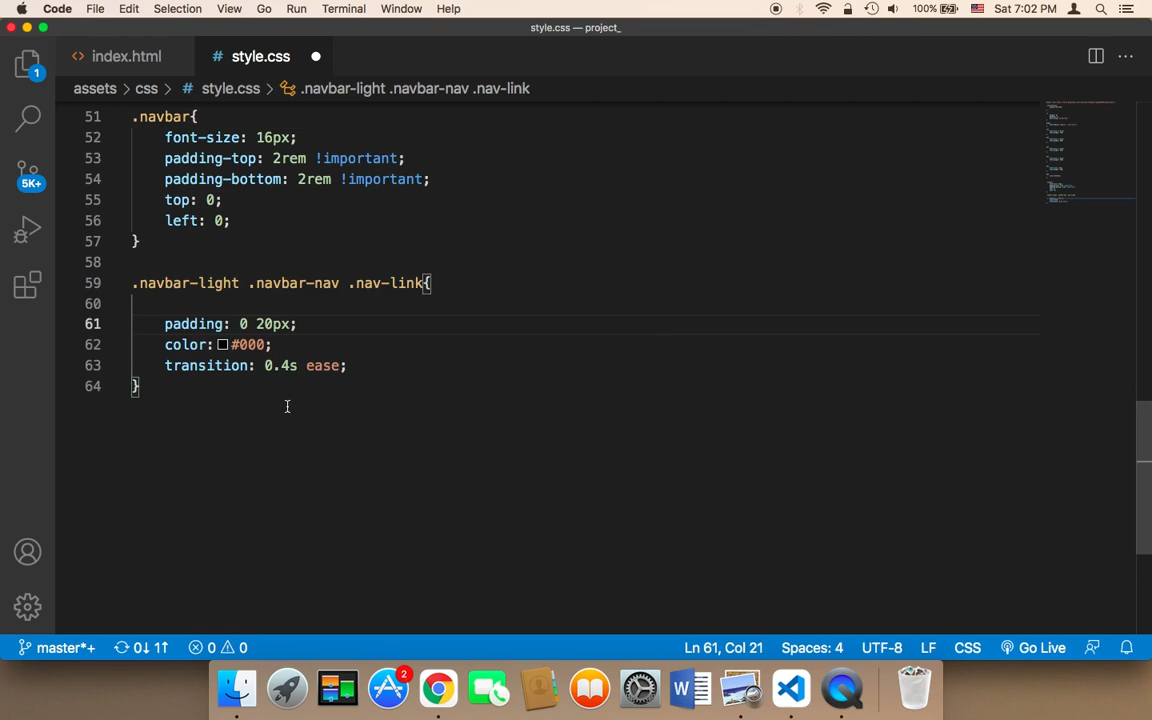 Code File Edit Selection View Go Run Terminal Window Help 100% Sat 7:02 PM
style.css — project_
index.html # style.css
1
assets > css > # style.css > .navbar-light .navbar-nav .nav-link
51 .navbar{
52 font-size: 16px;
53 padding-top: 2rem !important;
54 padding-bottom: 2rem !important;
5K+
55 top: 0;
56 left: 0;
57 }
58
59 .navbar-light .navbar-nav .nav-link{
60
61 padding: 0 20px;
62 color: #000;
63 transition: 0.4s ease;
64 }
master*+ 0↓ 1↑ 0 0 Ln 61, Col 21 Spaces: 4 UTF-8 LF CSS Go Live
2
W